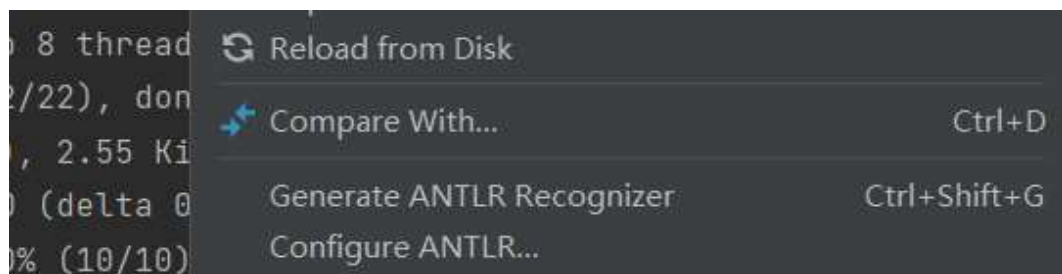 8 thread
Reload from Disk
2/22), don
Compare With... Ctrl+D
, 2.55 Ki
Generate ANTLR Recognizer Ctrl+Shift+G
(delta 0
Configure ANTLR...
0% (10/10)